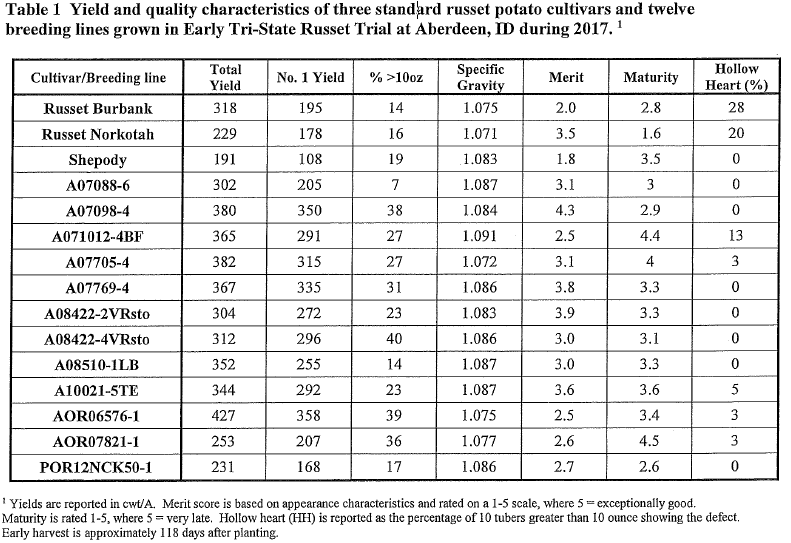 Table 1 Yield and quality characteristics of three standard russet potato cultivars and twelve
breeding lines grown in Early Tri-State Russet Trial at Aberdeen, ID during 2017. ¹
Cultivar/Breeding line Total Yield No. 1 Yield % >10oz Specific Gravity Merit Maturity Hollow Heart (%)
Russet Burbank 318 195 14 1.075 2.0 2.8 28
Russet Norkotah 229 178 16 1.071 3.5 1.6 20
Shepody 191 108 19 1.083 1.8 3.5 0
A07088-6 302 205 7 1.087 3.1 3 0
A07098-4 380 350 38 1.084 4.3 2.9 0
A071012-4BF 365 291 27 1.091 2.5 4.4 13
A07705-4 382 315 27 1.072 3.1 4 3
A07769-4 367 335 31 1.086 3.8 3.3 0
A08422-2VRsto 304 272 23 1.083 3.9 3.3 0
A08422-4VRsto 312 296 40 1.086 3.0 3.1 0
A08510-1LB 352 255 14 1.087 3.0 3.3 0
A10021-5TE 344 292 23 1.087 3.6 3.6 5
AOR06576-1 427 358 39 1.075 2.5 3.4 3
AOR07821-1 253 207 36 1.077 2.6 4.5 3
POR12NCK50-1 231 168 17 1.086 2.7 2.6 0
¹ Yields are reported in cwt/A. Merit score is based on appearance characteristics and rated on a 1-5 scale, where 5 = exceptionally good.
Maturity is rated 1-5, where 5 = very late. Hollow heart (HH) is reported as the percentage of 10 tubers greater than 10 ounce showing the defect.
Early harvest is approximately 118 days after planting.